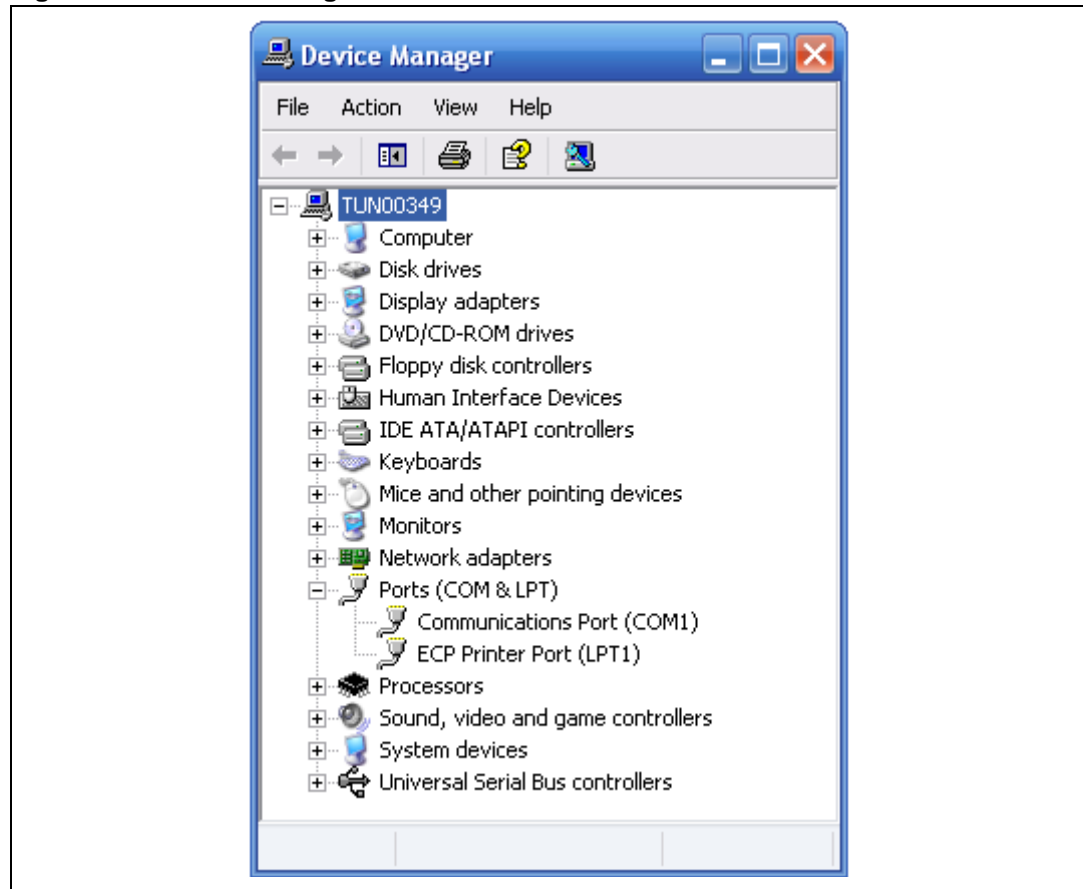 Device Manager
File Action View Help
TUN00349
Computer
Disk drives
Display adapters
DVD/CD-ROM drives
Floppy disk controllers
Human Interface Devices
IDE ATA/ATAPI controllers
Keyboards
Mice and other pointing devices
Monitors
Network adapters
Ports (COM & LPT)
Communications Port (COM1)
ECP Printer Port (LPT1)
Processors
Sound, video and game controllers
System devices
Universal Serial Bus controllers